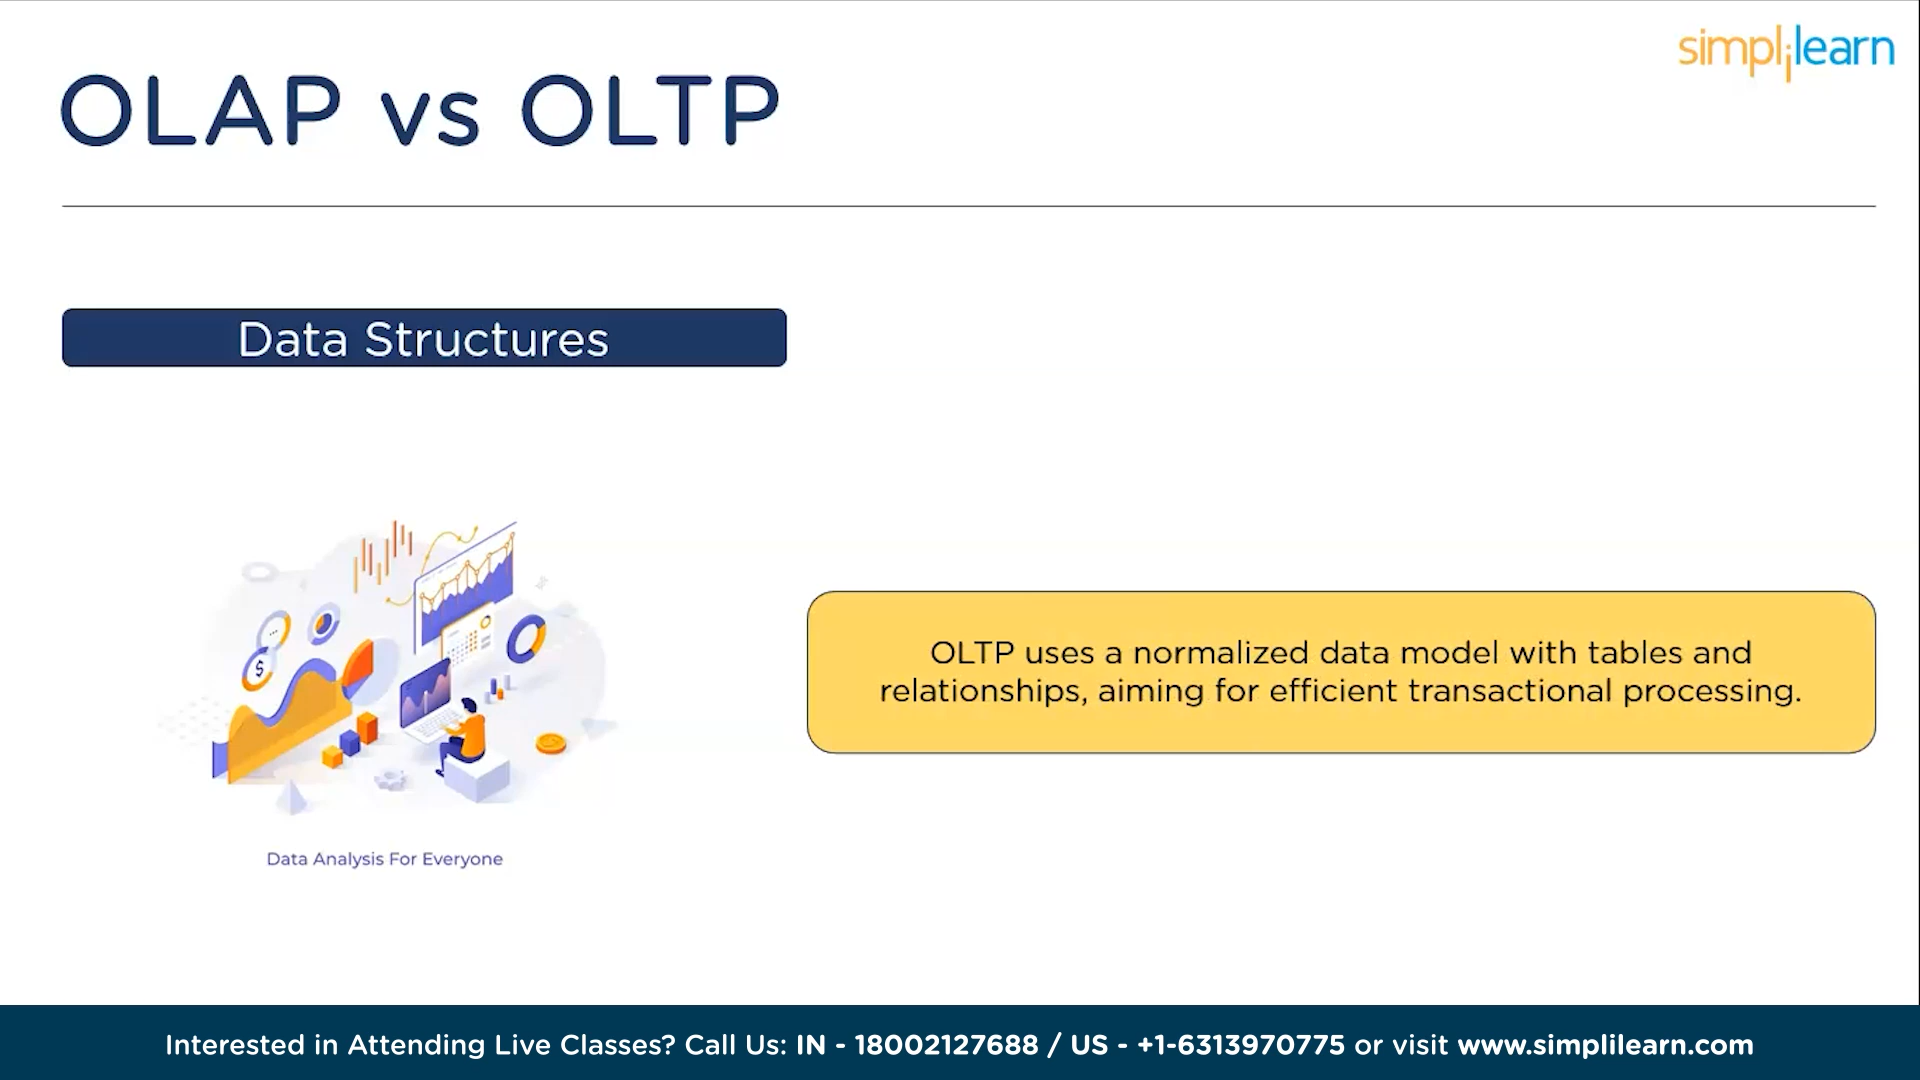 simplilearn
OLAP vs OLTP
Data Structures
OLTP uses a normalized data model with tables and
relationships, aiming for efficient transactional processing.
$
Data Analysis For Everyone
Interested in Attending Live Classes? Call Us: IN - 18002127688 / US - +1-6313970775 or visit www.simplilearn.com